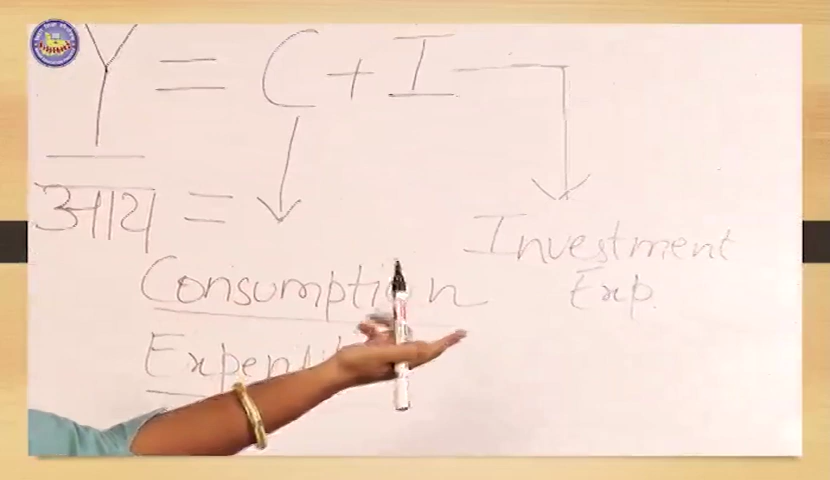 Y = C + I
आय =
Investment
Exp.
Consumption